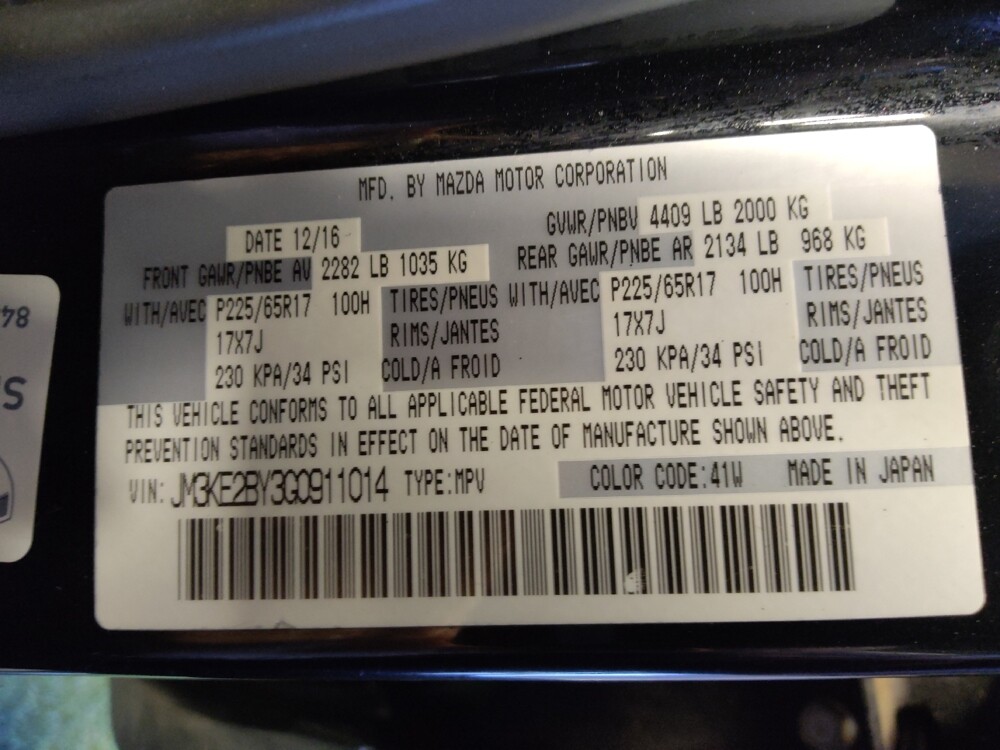 MFD. BY MAZDA MOTOR CORPORATION
DATE 12/16
GVWR/PNBV 4409 LB 2000 KG
FRONT GAWR/PNBE AV 2282 LB 1035 KG
REAR GAWR/PNBE AR 2134 LB 968 KG
WITH/AVEC P225/65R17 100H TIRES/PNEUS WITH/AVEC P225/65R17 100H TIRES/PNEUS
17X7J RIMS/JANTES 17X7J RIMS/JANTES
230 KPA/34 PSI COLD/A FROID 230 KPA/34 PSI COLD/A FROID
THIS VEHICLE CONFORMS TO ALL APPLICABLE FEDERAL MOTOR VEHICLE SAFETY AND THEFT
PREVENTION STANDARDS IN EFFECT ON THE DATE OF MANUFACTURE SHOWN ABOVE.
VIN: JM3KE2BY3G0911014 TYPE:MPV COLOR CODE:41W MADE IN JAPAN
84